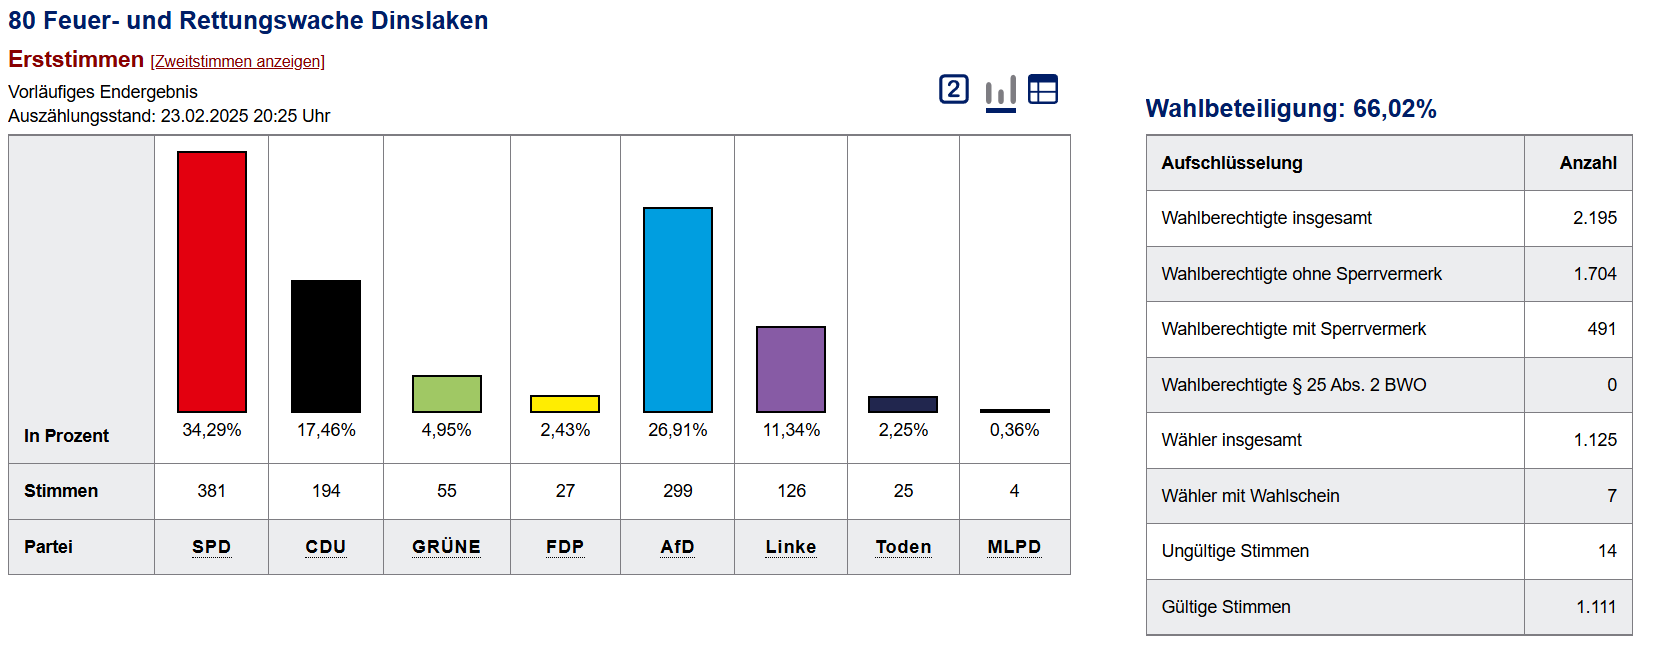 80 Feuer- und Rettungswache Dinslaken
Erststimmen [Zweitstimmen anzeigen]
Vorläufiges Endergebnis
Auszählungsstand: 23.02.2025 20:25 Uhr
2
In Prozent 34,29% 17,46% 4,95% 2,43% 26,91% 11,34% 2,25% 0,36%
Stimmen 381 194 55 27 299 126 25 4
Partei SPD CDU GRÜNE FDP AfD Linke Toden MLPD
Wahlbeteiligung: 66,02%
Aufschlüsselung Anzahl
Wahlberechtigte insgesamt 2.195
Wahlberechtigte ohne Sperrvermerk 1.704
Wahlberechtigte mit Sperrvermerk 491
Wahlberechtigte § 25 Abs. 2 BWO 0
Wähler insgesamt 1.125
Wähler mit Wahlschein 7
Ungültige Stimmen 14
Gültige Stimmen 1.111